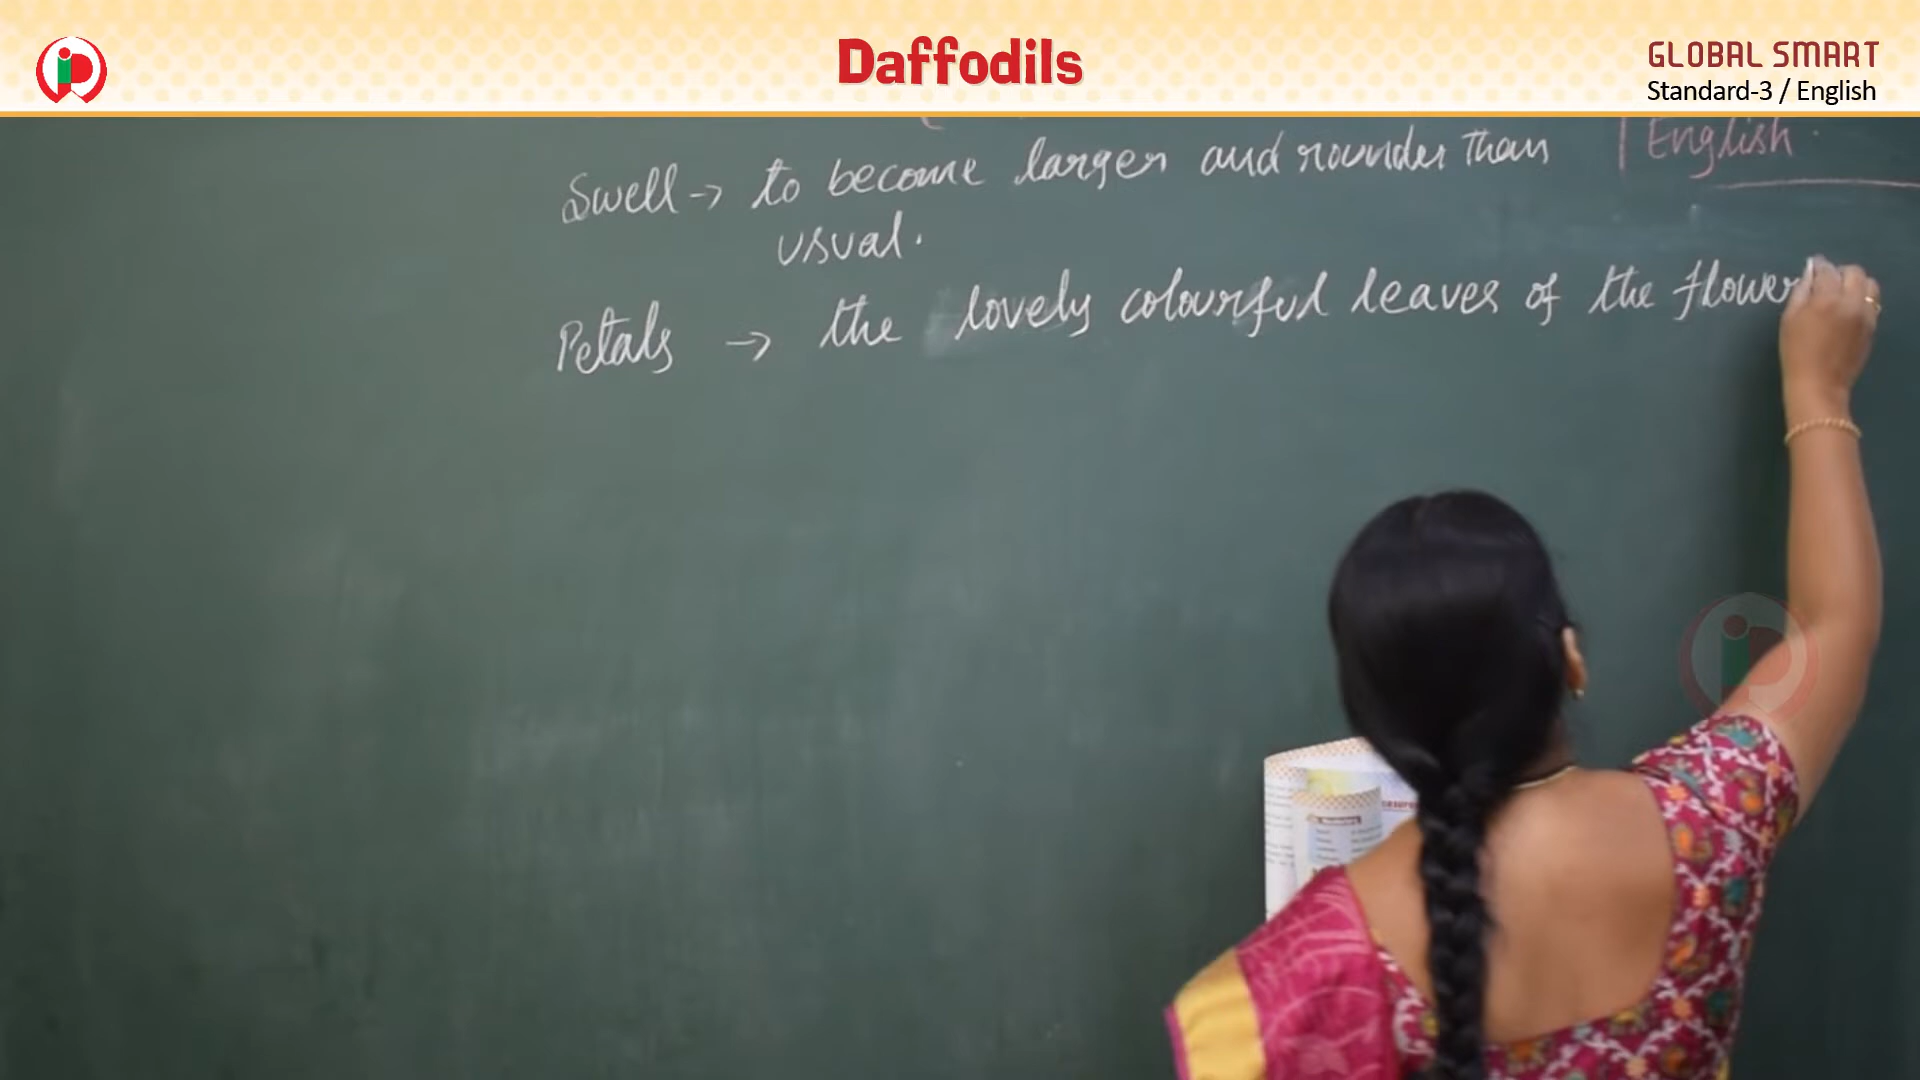 Daffodils
GLOBAL SMART
Standard-3 / English
English.
Swell → to become larger and rounder than
usual.
Petals → the lovely colourful leaves of the flower